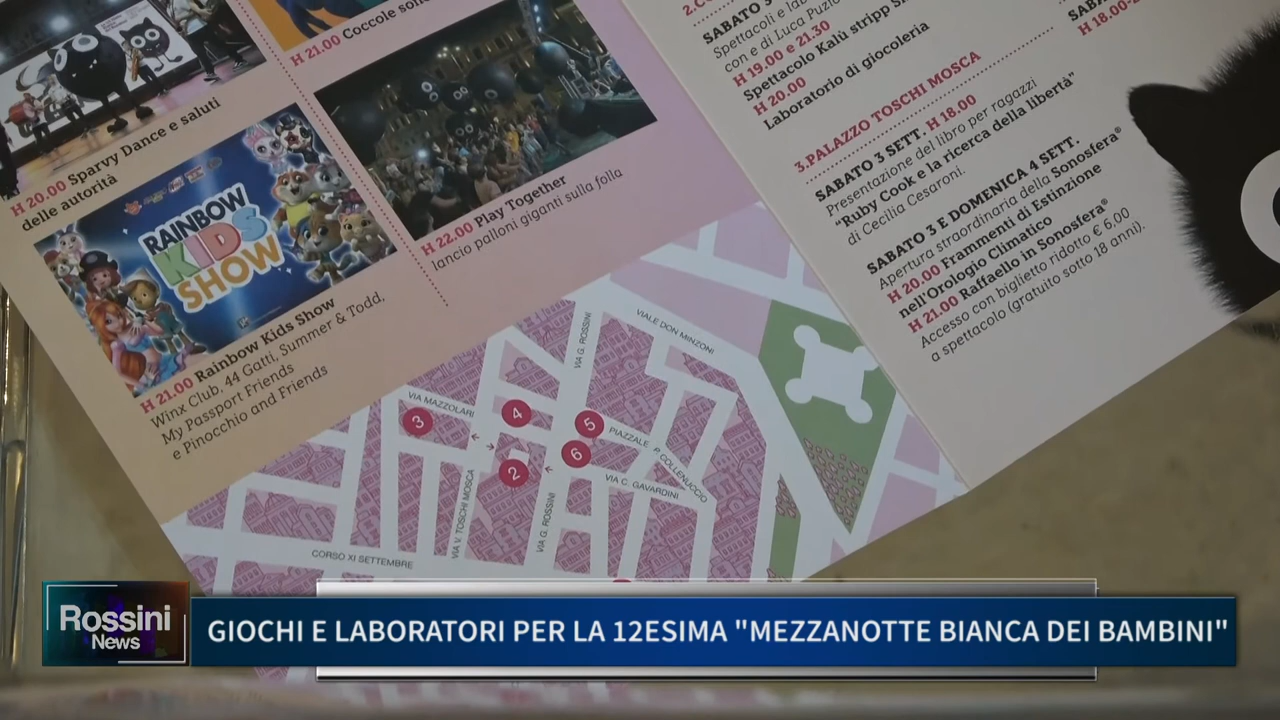 H 20.00 Sparvy Dance e saluti
delle autorità
RAINBOW
KIDS
SHOW
H 21.00 Rainbow Kids Show
Winx Club, 44 Gatti, Summer & Todd,
My Passport Friends
e Pinocchio and Friends
H 21.00 Coccole
H 22.00 Play Together
lancio palloni giganti sulla folla
SABATO 3
Spettacoli e
con e di Luca
H 19.00 e 21.30
Spettacolo Kalù stripp
H 20.00
Laboratorio di giocoleria
3.PALAZZO TOSCHI MOSCA
SABATO 3 SETT. H 18.00
Presentazione del libro per ragazzi
"Ruby Cook e la ricerca della libertà"
di Cecilia Cesaroni.
SABATO 3 E DOMENICA 4 SETT.
Apertura straordinaria della Sonosfera®
H 20.00 Frammenti di Estinzione
nell'Orologio Climatico
H 21.00 Raffaello in Sonosfera®
Accesso con biglietto ridotto € 6,00
a spettacolo (gratuito sotto 18 anni).
H 18.00
VIALE DON MINZONI
VIA G. ROSSINI
VIA MAZZOLARI
3
4
5
6
2
PIAZZALE P. COLLENUCCIO
VIA C. GAVARDINI
VIA V. TOSCHI MOSCA
VIA G. ROSSINI
CORSO XI SETTEMBRE
Rossini
News
GIOCHI E LABORATORI PER LA 12ESIMA "MEZZANOTTE BIANCA DEI BAMBINI"